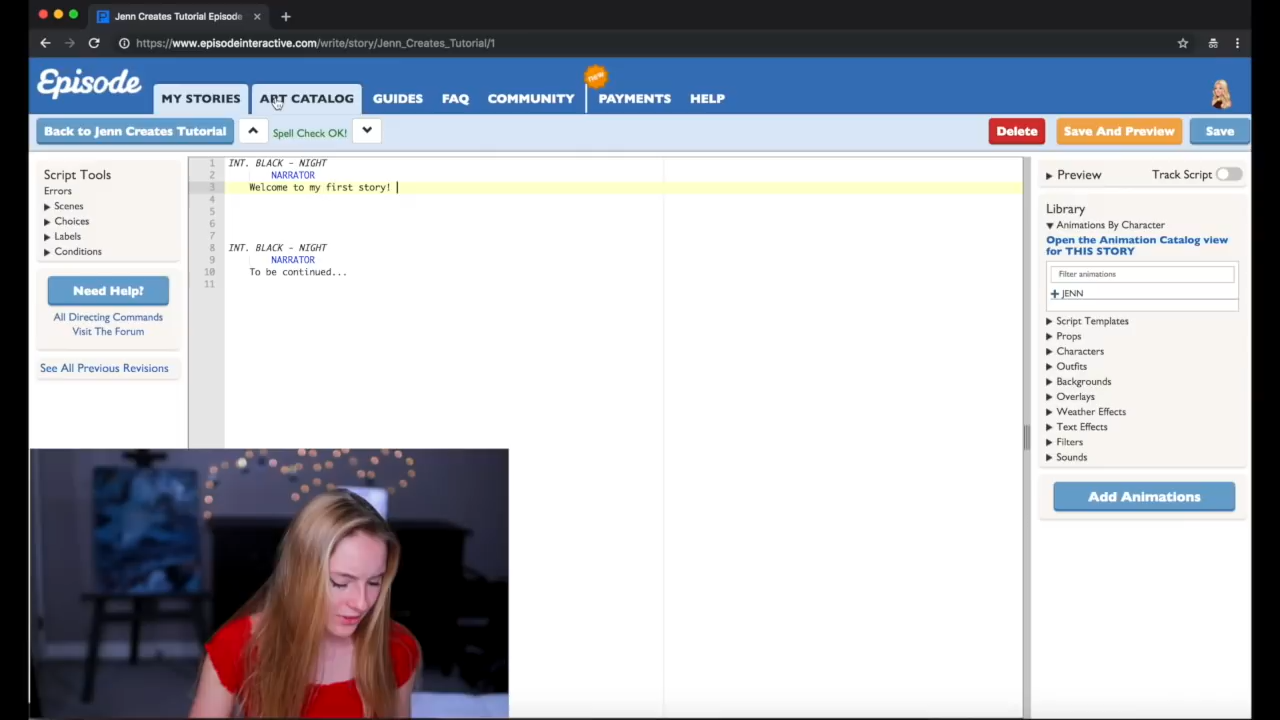 Jenn Creates Tutorial Episode
https://www.episodeinteractive.com/write/story/Jenn_Creates_Tutorial/1
Episode
MY STORIES
ART CATALOG
GUIDES
FAQ
COMMUNITY
new
PAYMENTS
HELP
Back to Jenn Creates Tutorial
Spell Check OK!
Delete
Save And Preview
Save
Script Tools
Errors
Scenes
Choices
Labels
Conditions
Need Help?
All Directing Commands
Visit The Forum
See All Previous Revisions
1 INT. BLACK - NIGHT
2 NARRATOR
3 Welcome to my first story!
4
5
6
7
8 INT. BLACK - NIGHT
9 NARRATOR
10 To be continued...
11
Preview
Track Script
Library
Animations By Character
Open the Animation Catalog view
for THIS STORY
Filter animations
JENN
Script Templates
Props
Characters
Outfits
Backgrounds
Overlays
Weather Effects
Text Effects
Filters
Sounds
Add Animations